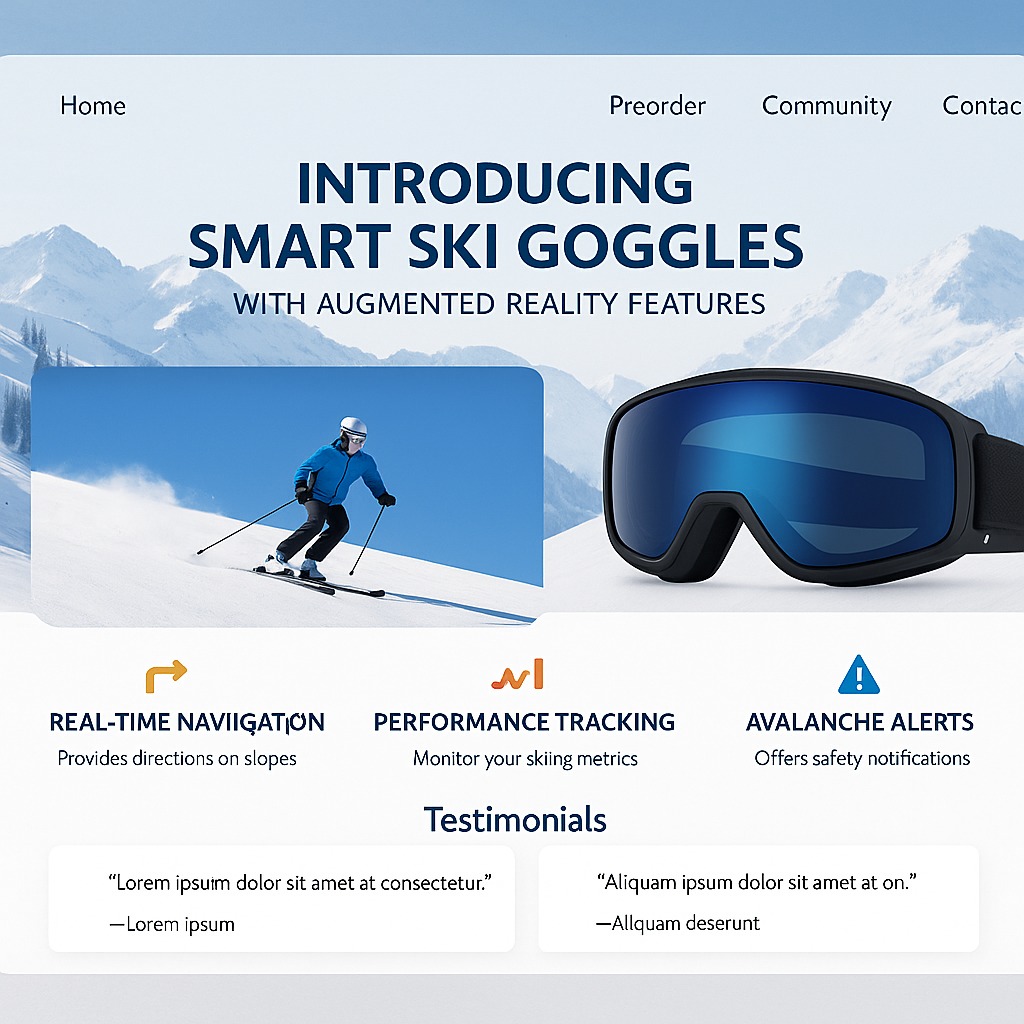 Home
Preorder
Community
Contac
INTRODUCING
SMART SKI GOGGLES
WITH AUGMENTED REALITY FEATURES
REAL-TIME
Provides directions on slopes
PERFORMANCE TRACKING
Monitor your skiing metrics
AVALANCHE ALERTS
Offers safety notifications
Testimonials
“Lorem ipsum dolor sit amet at consectetur.”
—Lorem ipsum
“Aliquam ipsum dolor sit amet at on.”
—Allquam deserunt